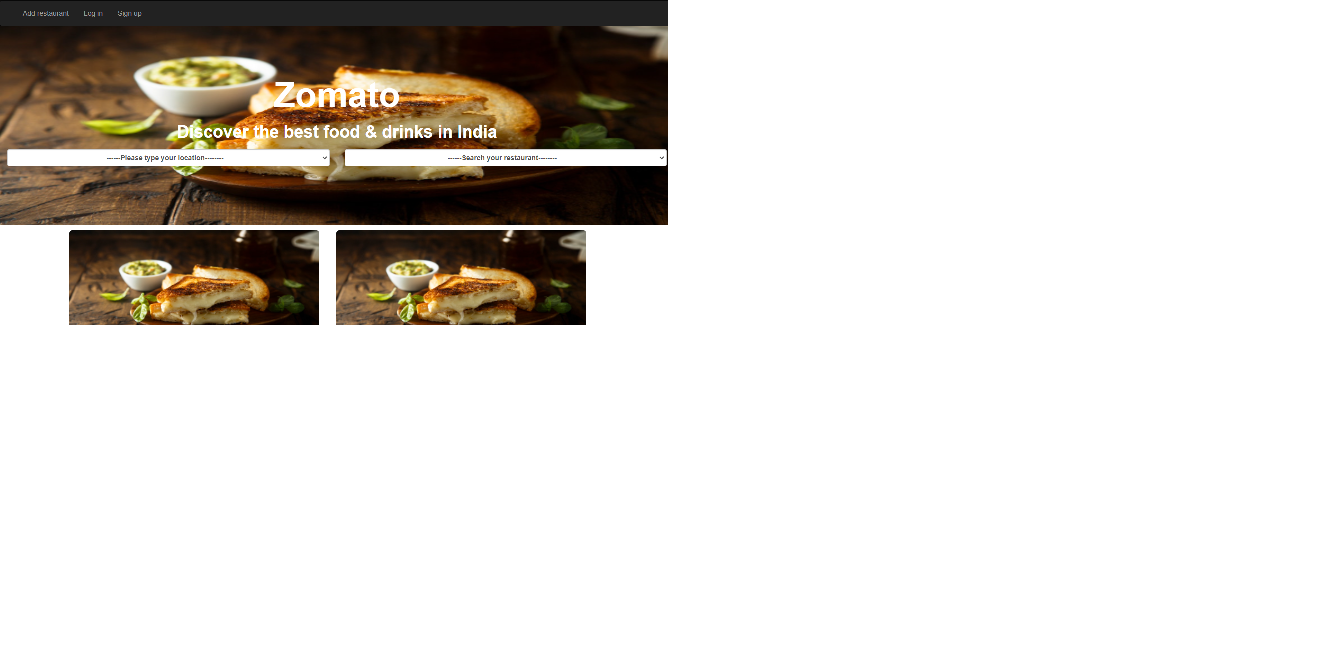 Add restaurant Log in Sign up
Zomato
Discover the best food & drinks in India
------Please type your location-------- ------Search your restaurant--------